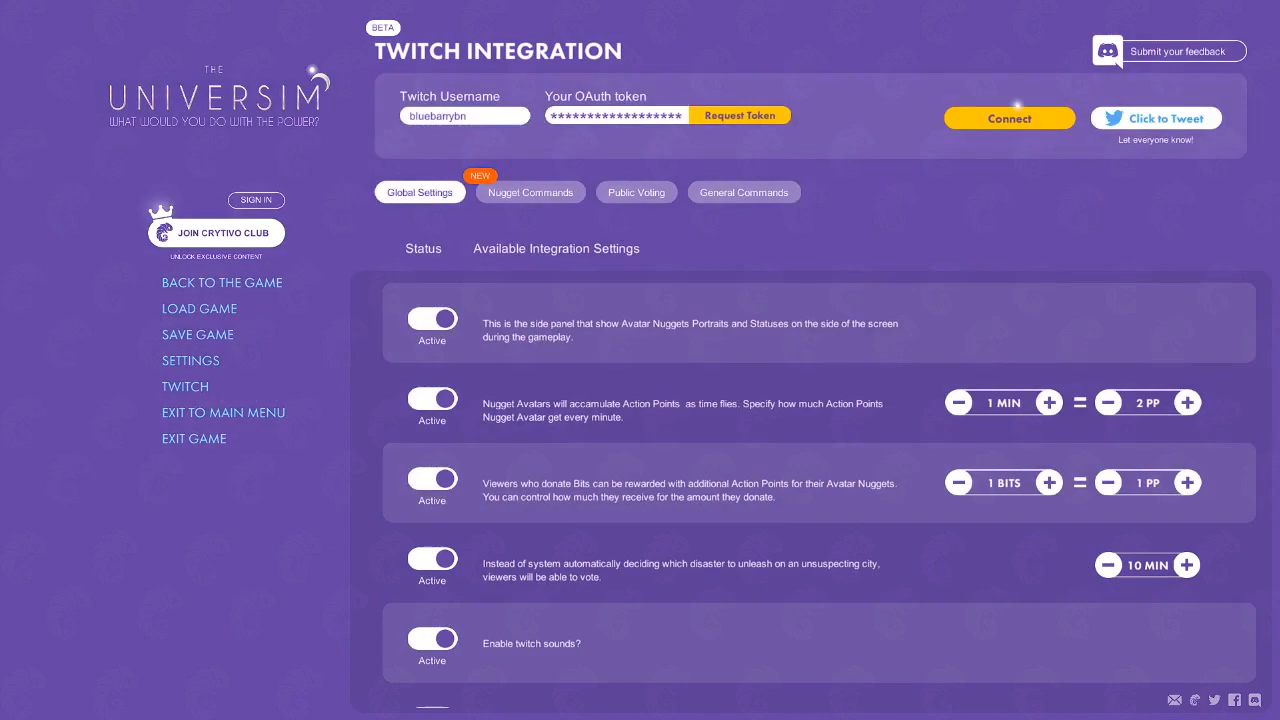 BETA
TWITCH INTEGRATION
Submit your feedback
THE
UNIVERSIM
WHAT WOULD YOU DO WITH THE POWER?
Twitch Username
Your OAuth token
bluebarrybn
******************
Request Token
Connect
Click to Tweet
Let everyone know!
NEW
Global Settings
Nugget Commands
Public Voting
General Commands
SIGN IN
JOIN CRYTIVO CLUB
UNLOCK EXCLUSIVE CONTENT
BACK TO THE GAME
LOAD GAME
SAVE GAME
SETTINGS
TWITCH
EXIT TO MAIN MENU
EXIT GAME
Status
Available Integration Settings
Active
This is the side panel that show Avatar Nuggets Portraits and Statuses on the side of the screen
during the gameplay.
Active
Nugget Avatars will accamulate Action Points as time flies. Specify how much Action Points
Nugget Avatar get every minute.
1 MIN = 2 PP
Active
Viewers who donate Bits can be rewarded with additional Action Points for their Avatar Nuggets.
You can control how much they receive for the amount they donate.
1 BITS = 1 PP
Active
Instead of system automatically deciding which disaster to unleash on an unsuspecting city,
viewers will be able to vote.
10 MIN
Active
Enable twitch sounds?